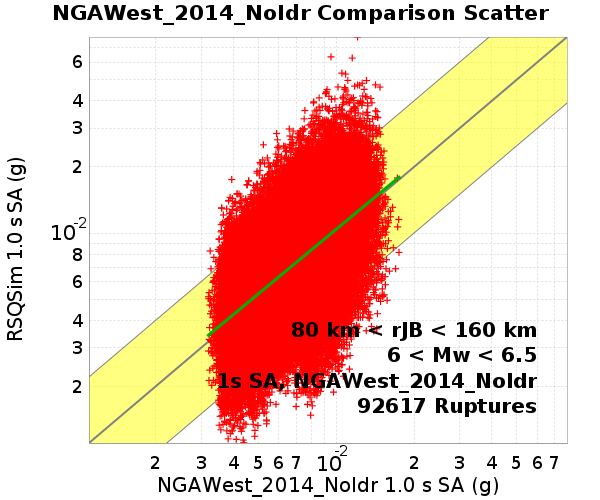 NGAWest_2014_NoIdr Comparison Scatter
RSQSim 1.0 s SA (g)
6
4
3
2
10-2
8
6
4
3
2
80 km < rJB < 160 km
6 < Mw < 6.5
1s SA, NGAWest_2014_NoIdr
92617 Ruptures
2 3 4 5 6 7 10-2 2 3 4 5 6 7
NGAWest_2014_NoIdr 1.0 s SA (g)